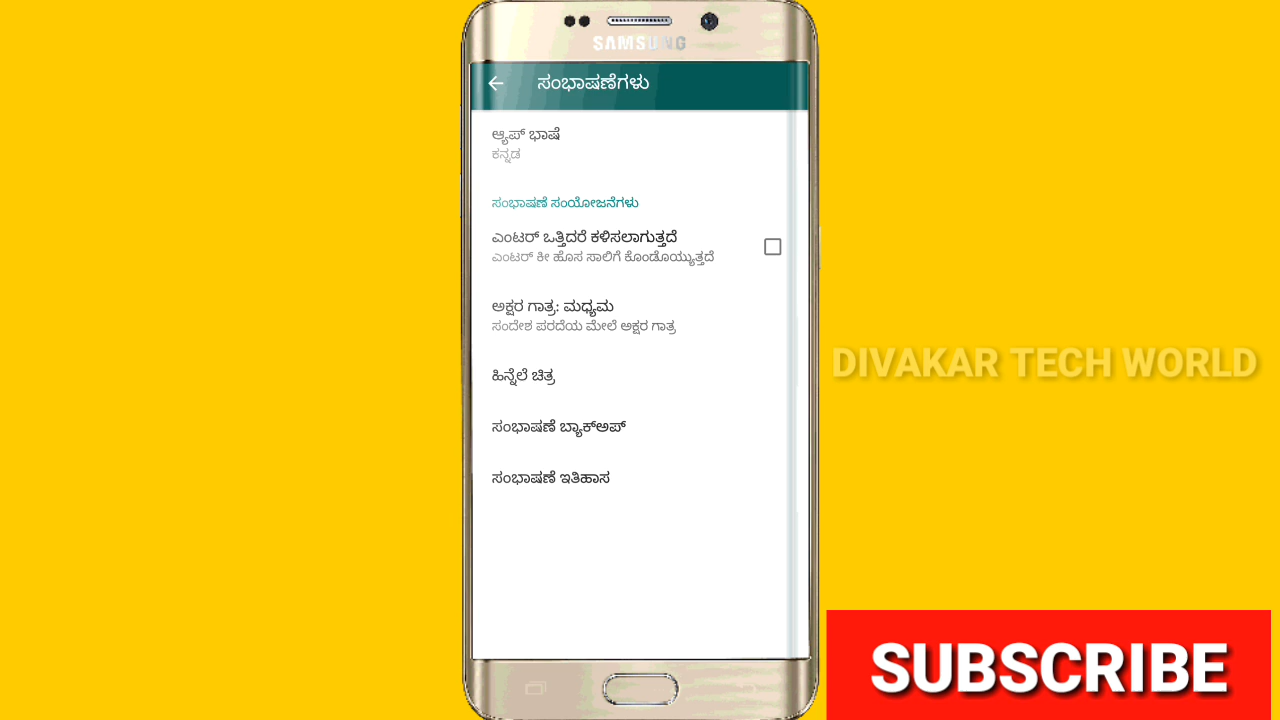 SAMSUNG
ಸಂಭಾಷಣೆಗಳು
ಆ್ಯಪ್ ಭಾಷೆ
ಕನ್ನಡ
ಸಂಭಾಷಣೆ ಸಂಯೋಜನೆಗಳು
ಎಂಟರ್ ಒತ್ತಿದರೆ ಕಳಿಸಲಾಗುತ್ತದೆ
ಎಂಟರ್ ಕೀ ಹೊಸ ಸಾಲಿಗೆ ಕೊಂಡೊಯ್ಯುತ್ತದೆ
ಅಕ್ಷರ ಗಾತ್ರ: ಮಧ್ಯಮ
ಸಂದೇಶ ಪರದೆಯ ಮೇಲೆ ಅಕ್ಷರ ಗಾತ್ರ
ಹಿನ್ನೆಲೆ ಚಿತ್ರ
ಸಂಭಾಷಣೆ ಬ್ಯಾಕ್‌ಅಪ್
ಸಂಭಾಷಣೆ ಇತಿಹಾಸ
DIVAKAR TECH WORLD
SUBSCRIBE